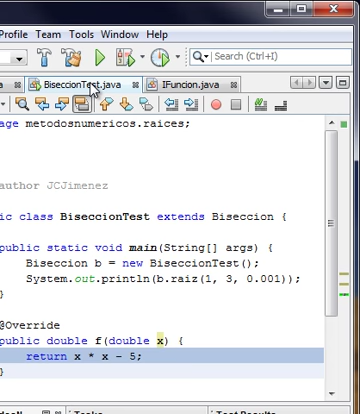 Profile Team Tools Window Help
Search (Ctrl+I)
a BiseccionTest.java IFuncion.java
age metodosnumericos.raices;
author JCJimenez
ic class BiseccionTest extends Biseccion {
public static void main(String[] args) {
Biseccion b = new BiseccionTest();
System.out.println(b.raiz(1, 3, 0.001));
}
@Override
public double f(double x) {
return x * x - 5;
}
Tasks Test Results